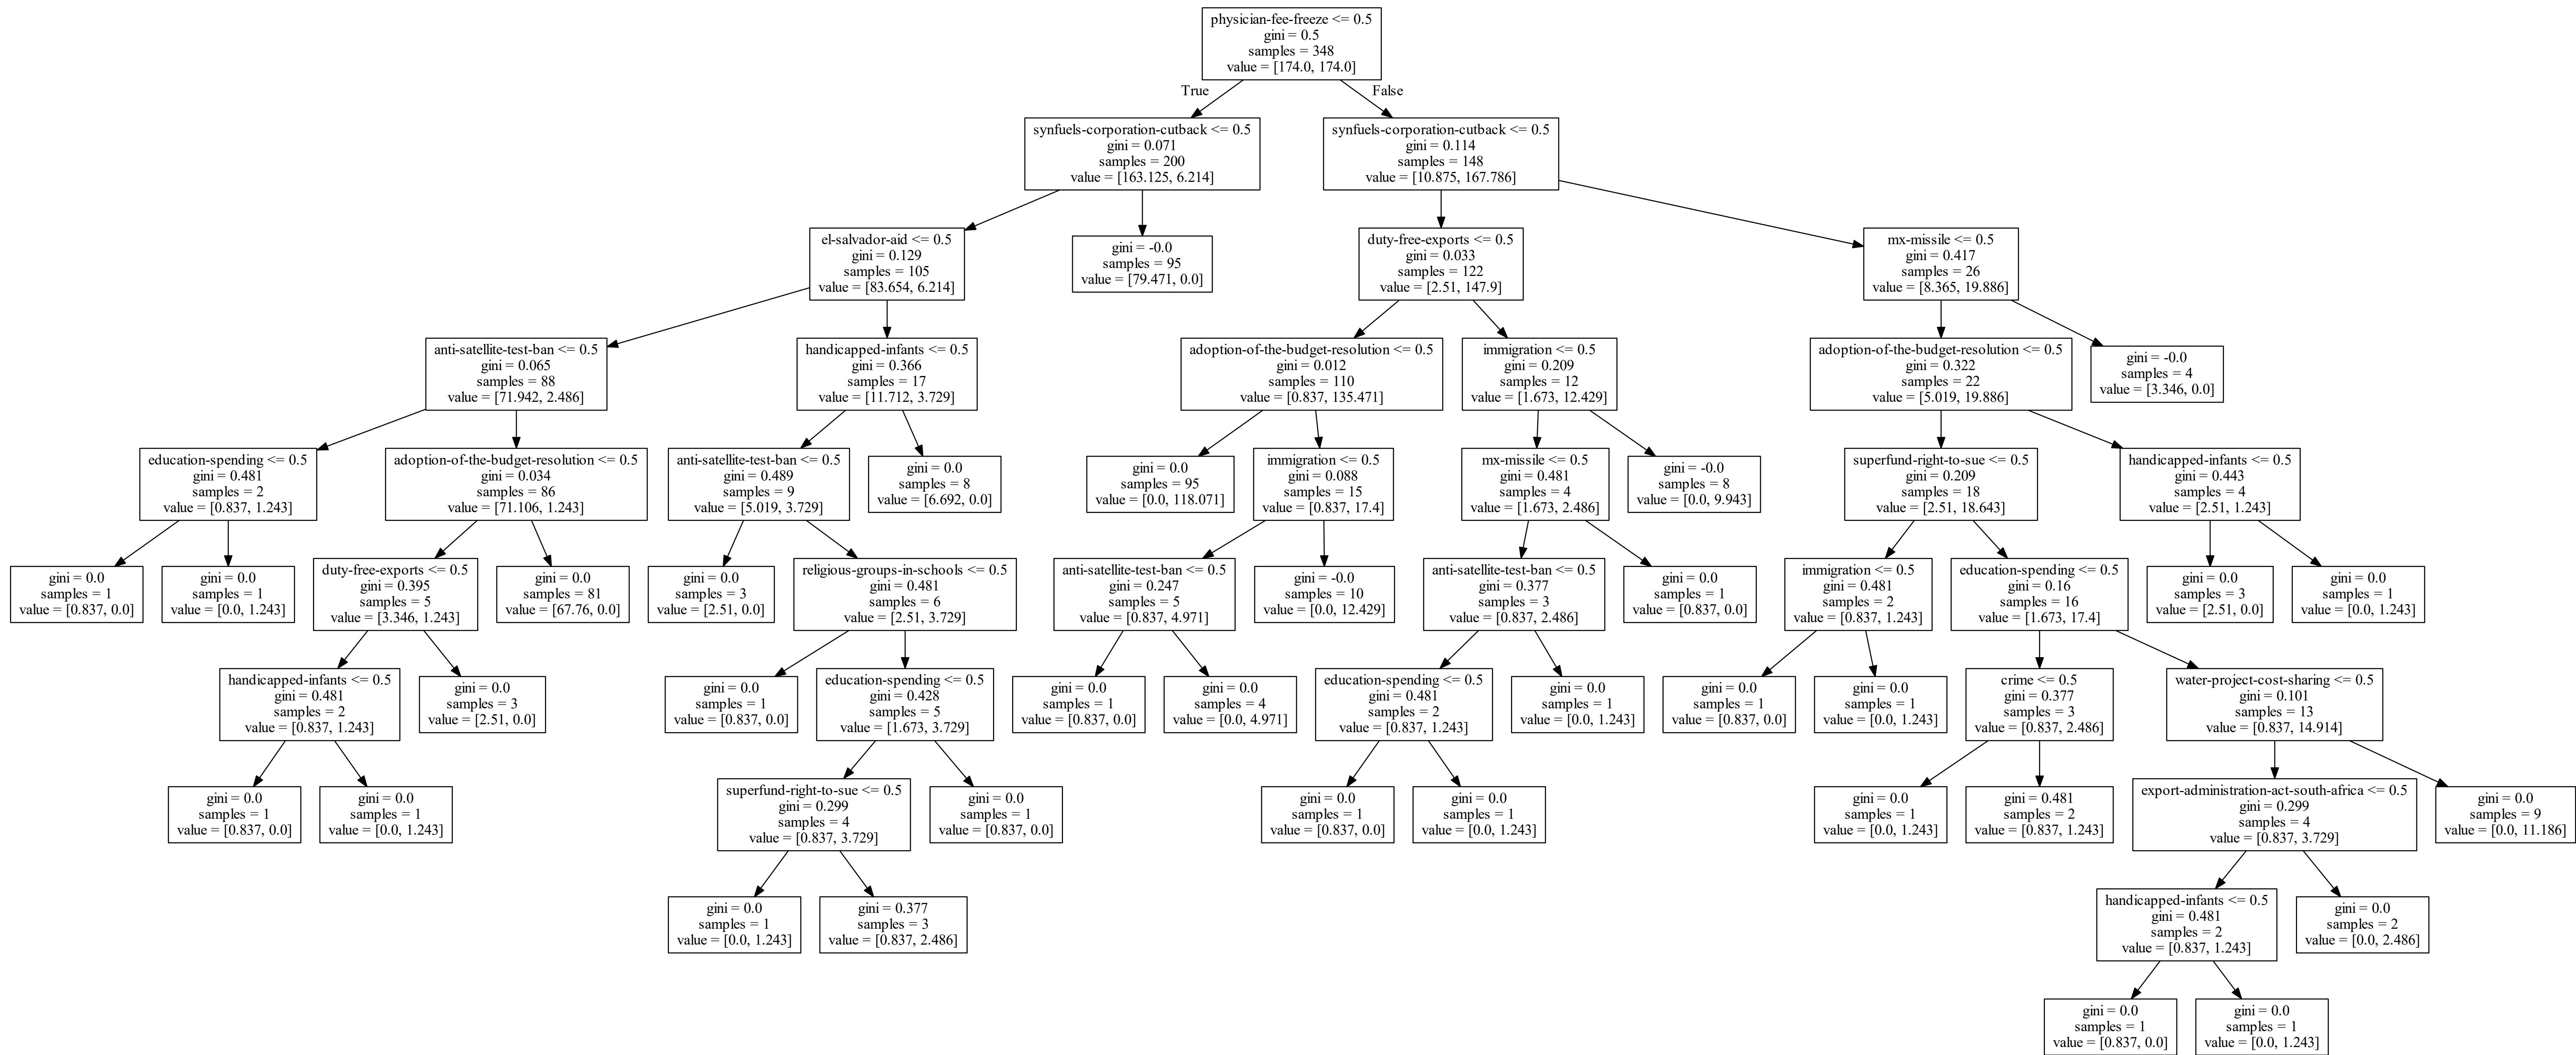 physician-fee-freeze <= 0.5
gini = 0.5
samples = 348
value = [174.0, 174.0]
True
False
synfuels-corporation-cutback <= 0.5
gini = 0.071
samples = 200
value = [163.125, 6.214]
synfuels-corporation-cutback <= 0.5
gini = 0.114
samples = 148
value = [10.875, 167.786]
el-salvador-aid <= 0.5
gini = 0.129
samples = 105
value = [83.654, 6.214]
gini = -0.0
samples = 95
value = [79.471, 0.0]
duty-free-exports <= 0.5
gini = 0.033
samples = 122
value = [2.51, 147.9]
mx-missile <= 0.5
gini = 0.417
samples = 26
value = [8.365, 19.886]
anti-satellite-test-ban <= 0.5
gini = 0.065
samples = 88
value = [71.942, 2.486]
handicapped-infants <= 0.5
gini = 0.366
samples = 17
value = [11.712, 3.729]
adoption-of-the-budget-resolution <= 0.5
gini = 0.012
samples = 110
value = [0.837, 135.471]
immigration <= 0.5
gini = 0.209
samples = 12
value = [1.673, 12.429]
adoption-of-the-budget-resolution <= 0.5
gini = 0.322
samples = 22
value = [5.019, 19.886]
gini = -0.0
samples = 4
value = [3.346, 0.0]
education-spending <= 0.5
gini = 0.481
samples = 2
value = [0.837, 1.243]
adoption-of-the-budget-resolution <= 0.5
gini = 0.034
samples = 86
value = [71.106, 1.243]
anti-satellite-test-ban <= 0.5
gini = 0.489
samples = 9
value = [5.019, 3.729]
gini = 0.0
samples = 8
value = [6.692, 0.0]
gini = 0.0
samples = 95
value = [0.0, 118.071]
immigration <= 0.5
gini = 0.088
samples = 15
value = [0.837, 17.4]
mx-missile <= 0.5
gini = 0.481
samples = 4
value = [1.673, 2.486]
gini = -0.0
samples = 8
value = [0.0, 9.943]
superfund-right-to-sue <= 0.5
gini = 0.209
samples = 18
value = [2.51, 18.643]
handicapped-infants <= 0.5
gini = 0.443
samples = 4
value = [2.51, 1.243]
gini = 0.0
samples = 1
value = [0.837, 0.0]
gini = 0.0
samples = 1
value = [0.0, 1.243]
duty-free-exports <= 0.5
gini = 0.395
samples = 5
value = [3.346, 1.243]
gini = 0.0
samples = 81
value = [67.76, 0.0]
gini = 0.0
samples = 3
value = [2.51, 0.0]
religious-groups-in-schools <= 0.5
gini = 0.481
samples = 6
value = [2.51, 3.729]
anti-satellite-test-ban <= 0.5
gini = 0.247
samples = 5
value = [0.837, 4.971]
gini = -0.0
samples = 10
value = [0.0, 12.429]
anti-satellite-test-ban <= 0.5
gini = 0.377
samples = 3
value = [0.837, 2.486]
gini = 0.0
samples = 1
value = [0.837, 0.0]
immigration <= 0.5
gini = 0.481
samples = 2
value = [0.837, 1.243]
education-spending <= 0.5
gini = 0.16
samples = 16
value = [1.673, 17.4]
gini = 0.0
samples = 3
value = [2.51, 0.0]
gini = 0.0
samples = 1
value = [0.0, 1.243]
handicapped-infants <= 0.5
gini = 0.481
samples = 2
value = [0.837, 1.243]
gini = 0.0
samples = 3
value = [2.51, 0.0]
gini = 0.0
samples = 1
value = [0.837, 0.0]
education-spending <= 0.5
gini = 0.428
samples = 5
value = [1.673, 3.729]
gini = 0.0
samples = 1
value = [0.837, 0.0]
gini = 0.0
samples = 4
value = [0.0, 4.971]
education-spending <= 0.5
gini = 0.481
samples = 2
value = [0.837, 1.243]
gini = 0.0
samples = 1
value = [0.0, 1.243]
gini = 0.0
samples = 1
value = [0.837, 0.0]
gini = 0.0
samples = 1
value = [0.0, 1.243]
crime <= 0.5
gini = 0.377
samples = 3
value = [0.837, 2.486]
water-project-cost-sharing <= 0.5
gini = 0.101
samples = 13
value = [0.837, 14.914]
gini = 0.0
samples = 1
value = [0.837, 0.0]
gini = 0.0
samples = 1
value = [0.0, 1.243]
superfund-right-to-sue <= 0.5
gini = 0.299
samples = 4
value = [0.837, 3.729]
gini = 0.0
samples = 1
value = [0.837, 0.0]
gini = 0.0
samples = 1
value = [0.837, 0.0]
gini = 0.0
samples = 1
value = [0.0, 1.243]
gini = 0.0
samples = 1
value = [0.0, 1.243]
gini = 0.481
samples = 2
value = [0.837, 1.243]
export-administration-act-south-africa <= 0.5
gini = 0.299
samples = 4
value = [0.837, 3.729]
gini = 0.0
samples = 9
value = [0.0, 11.186]
gini = 0.0
samples = 1
value = [0.0, 1.243]
gini = 0.377
samples = 3
value = [0.837, 2.486]
handicapped-infants <= 0.5
gini = 0.481
samples = 2
value = [0.837, 1.243]
gini = 0.0
samples = 2
value = [0.0, 2.486]
gini = 0.0
samples = 1
value = [0.837, 0.0]
gini = 0.0
samples = 1
value = [0.0, 1.243]